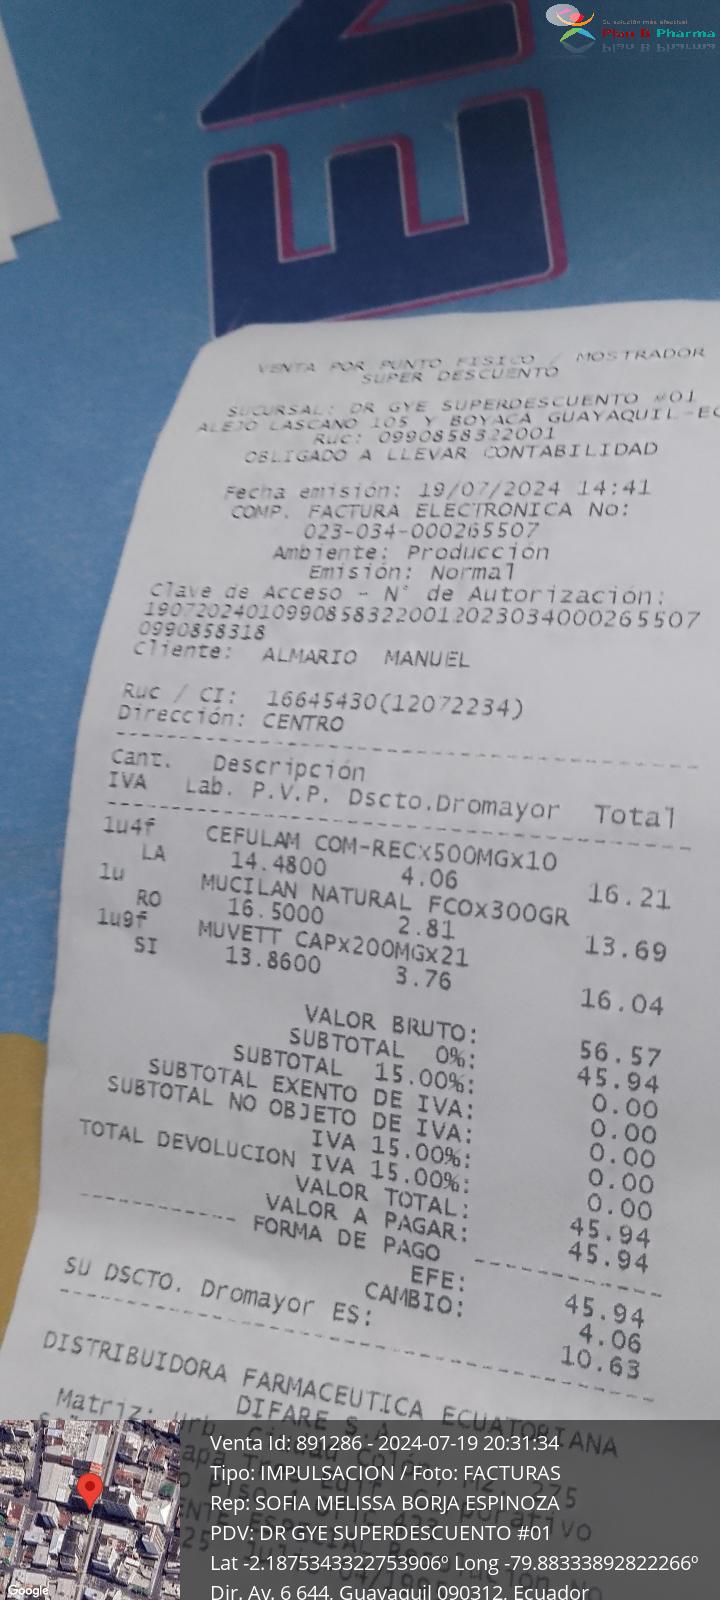 Su solución más efectiva!
Plan B Pharma
VENTA POR PUNTO FISICO / MOSTRADOR
SUPER DESCUENTO
SUCURSAL: DR GYE SUPERDESCUENTO #01
ALEJO LASCANO 105 Y BOYACA GUAYAQUIL-EC
Ruc: 0990858322001
OBLIGADO A LLEVAR CONTABILIDAD
Fecha emisión: 19/07/2024 14:41
COMP. FACTURA ELECTRONICA No:
023-034-000265507
Ambiente: Producción
Emisión: Normal
Clave de Acceso - N° de Autorización:
190720240109908583220012023034000265507
0990858318
Cliente: ALMARIO MANUEL
Ruc / CI: 16645430(12072234)
Dirección: CENTRO
Cant. Descripción
IVA Lab. P.V.P. Dscto.Dromayor Total
1u4f CEFULAM COM-RECX500MGX10
LA 14.4800 4.06 16.21
1u MUCILAN NATURAL FCOX300GR
RO 16.5000 2.81 13.69
1u9f MUVETT CAPX200MGX21
SI 13.8600 3.76 16.04
VALOR BRUTO: 56.57
SUBTOTAL 0%: 45.94
SUBTOTAL 15.00%: 0.00
SUBTOTAL EXENTO DE IVA: 0.00
SUBTOTAL NO OBJETO DE IVA: 0.00
IVA 15.00%: 0.00
TOTAL DEVOLUCION IVA 15.00%: 0.00
VALOR TOTAL: 45.94
VALOR A PAGAR: 45.94
FORMA DE PAGO
EFE: 45.94
CAMBIO: 4.06
SU DSCTO. Dromayor ES: 10.63
DISTRIBUIDORA FARMACEUTICA ECUATORIANA
DIFARE S.A.
Matriz: Urb.
Venta Id: 891286 - 2024-07-19 20:31:34
Tipo: IMPULSACION / Foto: FACTURAS
Rep: SOFIA MELISSA BORJA ESPINOZA
PDV: DR GYE SUPERDESCUENTO #01
Lat -2.1875343322753906º Long -79.88333892822266º
Dir. Av. 6 644, Guayaquil 090312, Ecuador
Google